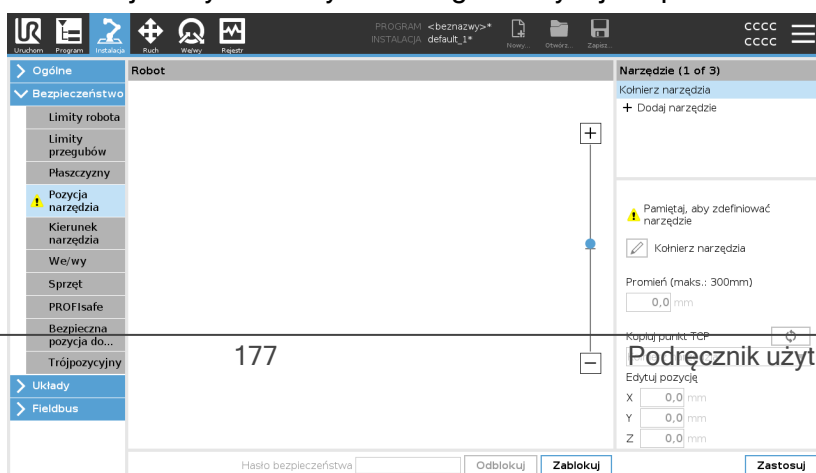 PROGRAM <beznazwy>*
INSTALACJA default_1*
Uruchom Program Instalacja Ruch We/wy Rejestr Nowy... Otwórz... Zapisz...
CCCC
CCCC
Ogólne
Bezpieczeństwo
Limity robota
Limity
przegubów
Płaszczyzny
Pozycja
narzędzia
Kierunek
narzędzia
We/wy
Sprzęt
PROFIsafe
Bezpieczna
pozycja do...
Trójpozycyjny
Układy
Fieldbus
Robot
177
Narzędzie (1 of 3)
Kołnierz narzędzia
+ Dodaj narzędzie
Pamiętaj, aby zdefiniować
narzędzie
Kołnierz narzędzia
Promień (maks.: 300mm)
0,0 mm
Kopiuj punkt TCP
Podręcznik użyt
Edytuj pozycję
X 0,0 mm
Y 0,0 mm
Z 0,0 mm
Hasło bezpieczeństwa Odblokuj Zablokuj Zastosuj